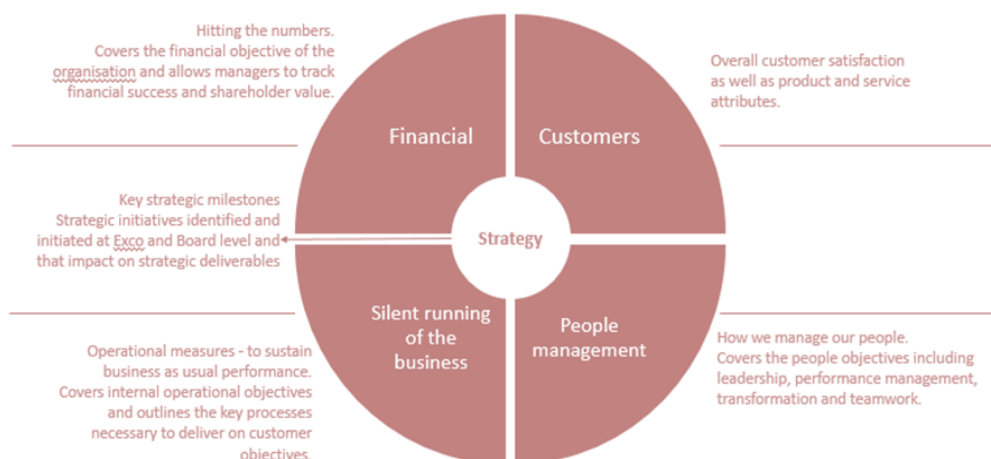 Hitting the numbers.
Covers the financial objective of the
organisation and allows managers to track
financial success and shareholder value.
Overall customer satisfaction
as well as product and service
attributes.
Financial
Customers
Key strategic milestones
Strategic initiatives identified and
initiated at Exco and Board level and
that impact on strategic deliverables
Strategy
Silent running
of the
business
People
management
Operational measures - to sustain
business as usual performance.
Covers internal operational objectives
and outlines the key processes
necessary to deliver on customer
objectives.
How we manage our people.
Covers the people objectives including
leadership, performance management,
transformation and teamwork.